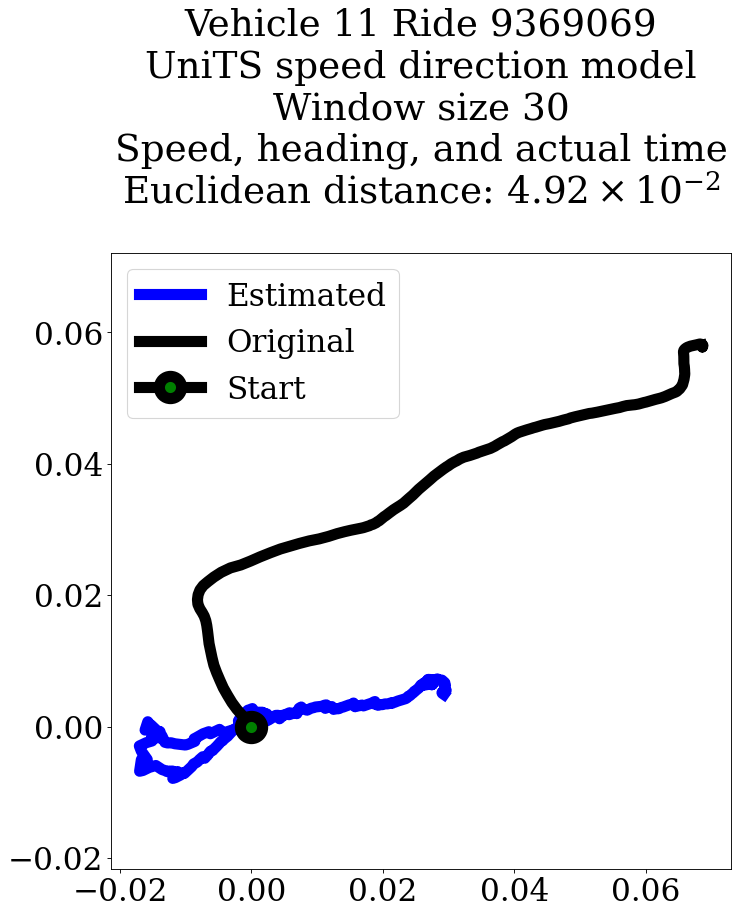 Vehicle 11 Ride 9369069
UniTS speed direction model
Window size 30
Speed, heading, and actual time
Euclidean distance: 4.92 × 10⁻²
Estimated
Original
Start
0.06
0.04
0.02
0.00
−0.02
−0.02 0.00 0.02 0.04 0.06